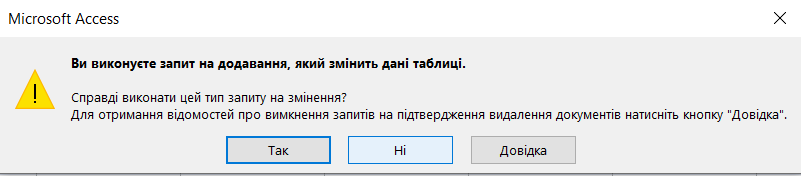 Microsoft Access
Ви виконуєте запит на додавання, який змінить дані таблиці.
Справді виконати цей тип запиту на змінення?
Для отримання відомостей про вимкнення запитів на підтвердження видалення документів натисніть кнопку "Довідка".
Так
Ні
Довідка